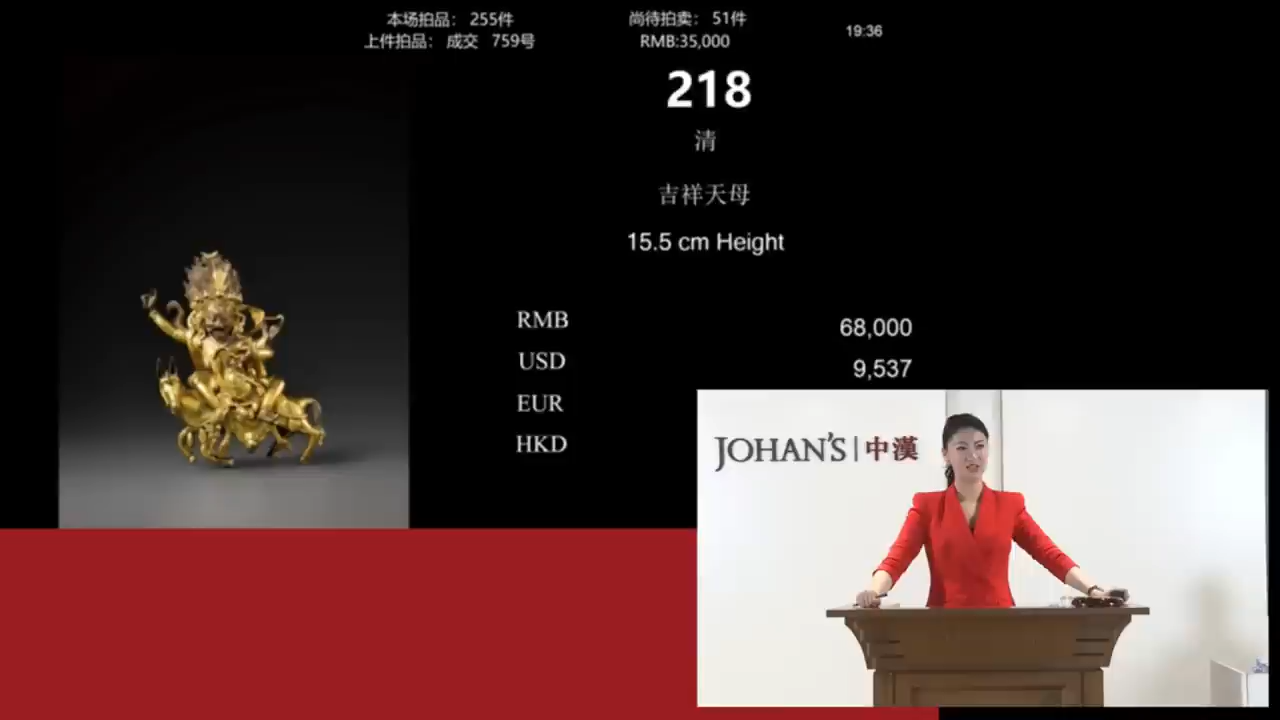 本场拍品： 255件
上件拍品： 成交 759号
尚待拍卖： 51件
RMB:35,000
19:36
218
清
吉祥天母
15.5 cm Height
RMB 68,000
USD 9,537
EUR
HKD
JOHAN'S | 中漢